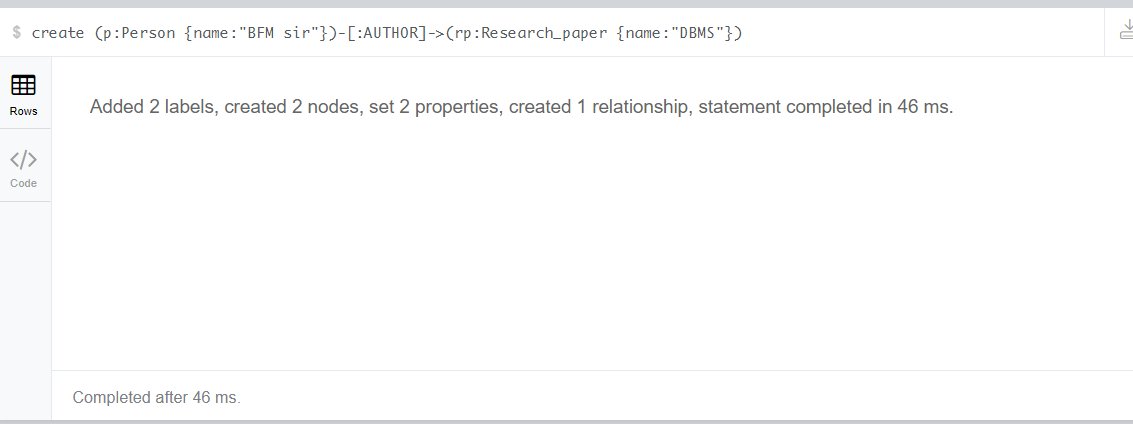 $ create (p:Person {name:"BFM sir"})-[:AUTHOR]->(rp:Research_paper {name:"DBMS"})
Rows
Added 2 labels, created 2 nodes, set 2 properties, created 1 relationship, statement completed in 46 ms.
Code
Completed after 46 ms.